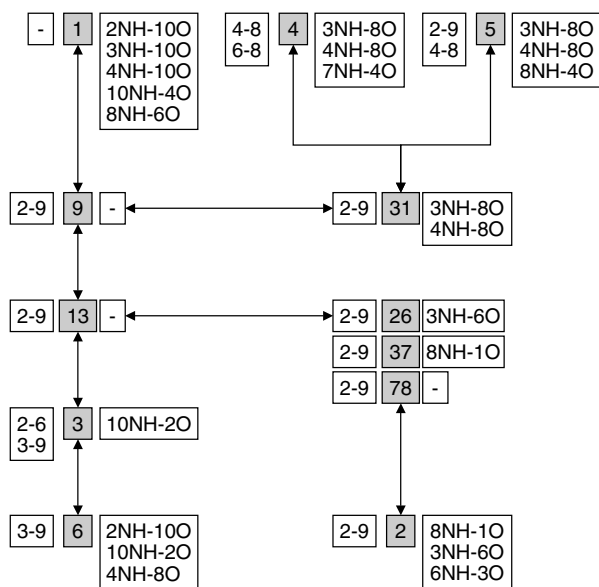 - 1 2NH-10O
3NH-10O
4NH-10O
10NH-4O
8NH-6O
4-8 4 3NH-8O
6-8 4NH-8O
7NH-4O
2-9 5 3NH-8O
4-8 4NH-8O
8NH-4O
2-9 9 -
2-9 31 3NH-8O
4NH-8O
2-9 13 -
2-9 26 3NH-6O
2-9 37 8NH-1O
2-9 78 -
2-6 3 10NH-2O
3-9
3-9 6 2NH-10O
10NH-2O
4NH-8O
2-9 2 8NH-1O
3NH-6O
6NH-3O